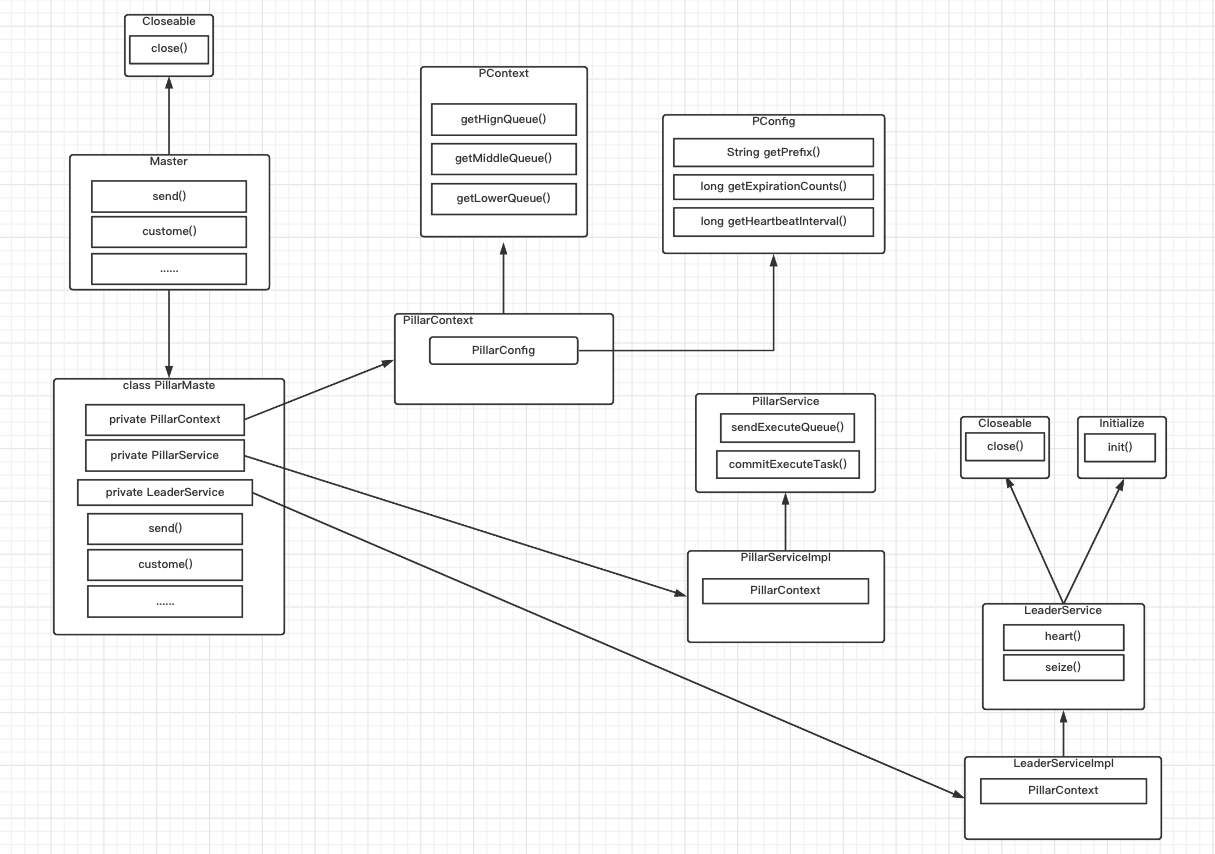 Closeable
close()
Master
send()
custome()
......
class PillarMaste
private PillarContext
private PillarService
private LeaderService
send()
custome()
......
PContext
getHignQueue()
getMiddleQueue()
getLowerQueue()
PillarContext
PillarConfig
PConfig
String getPrefix()
long getExpirationCounts()
long getHeartbeatInterval()
PillarService
sendExecuteQueue()
commitExecuteTask()
PillarServiceImpl
PillarContext
Closeable
close()
Initialize
init()
LeaderService
heart()
seize()
LeaderServiceImpl
PillarContext